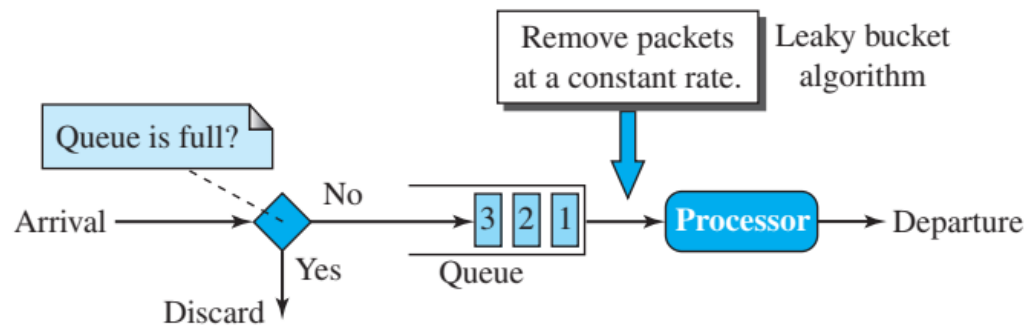 Remove packets
at a constant rate.
Leaky bucket
algorithm
Queue is full?
No
Arrival
3 2 1
Processor
Departure
Yes
Queue
Discard